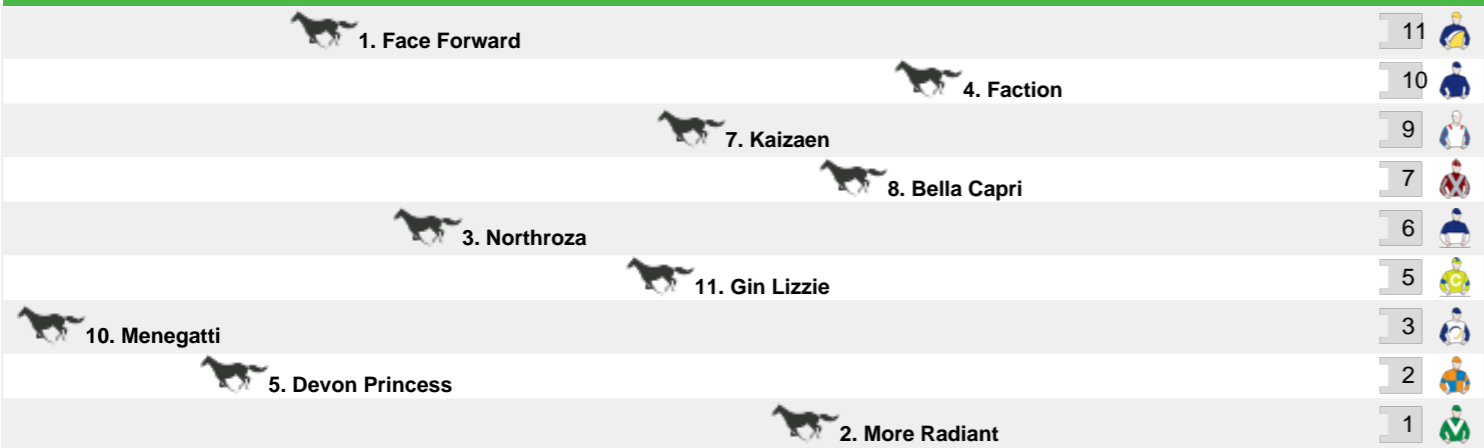 1. Face Forward 11
4. Faction 10
7. Kaizaen 9
8. Bella Capri 7
3. Northroza 6
11. Gin Lizzie 5
C
10. Menegatti 3
5. Devon Princess 2
2. More Radiant 1